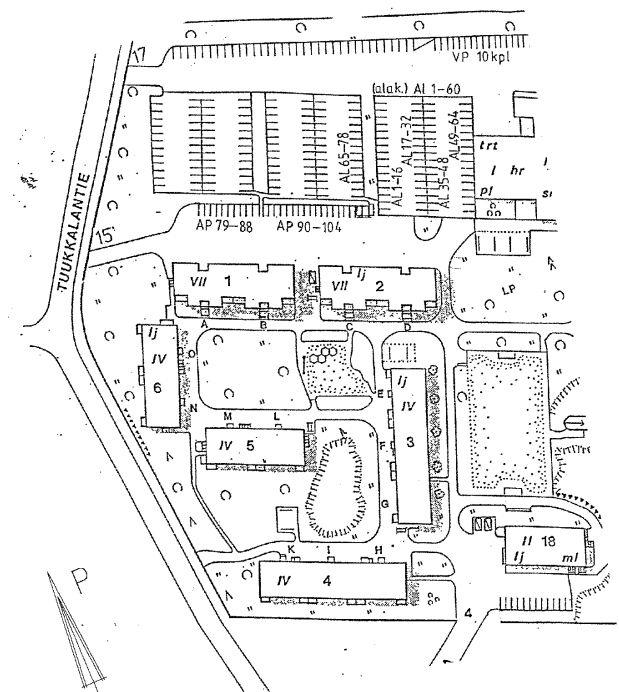 17
VP 10 kpl
(alak.) Al 1-60
AL 65-78
AL 1-16
AL 17-32
AL 35-48
AL 49-64
trt
l hr l
pl si
15
AP 79-88
AP 90-104
TUUKKALANTIE
VII 1
VII lj 2
LP
A
B
C
D
lj
IV
6
O
N
M
L
IV 5
E
lj
IV
3
F
G
K
I
H
IV 4
II 18
lj ml
4
P